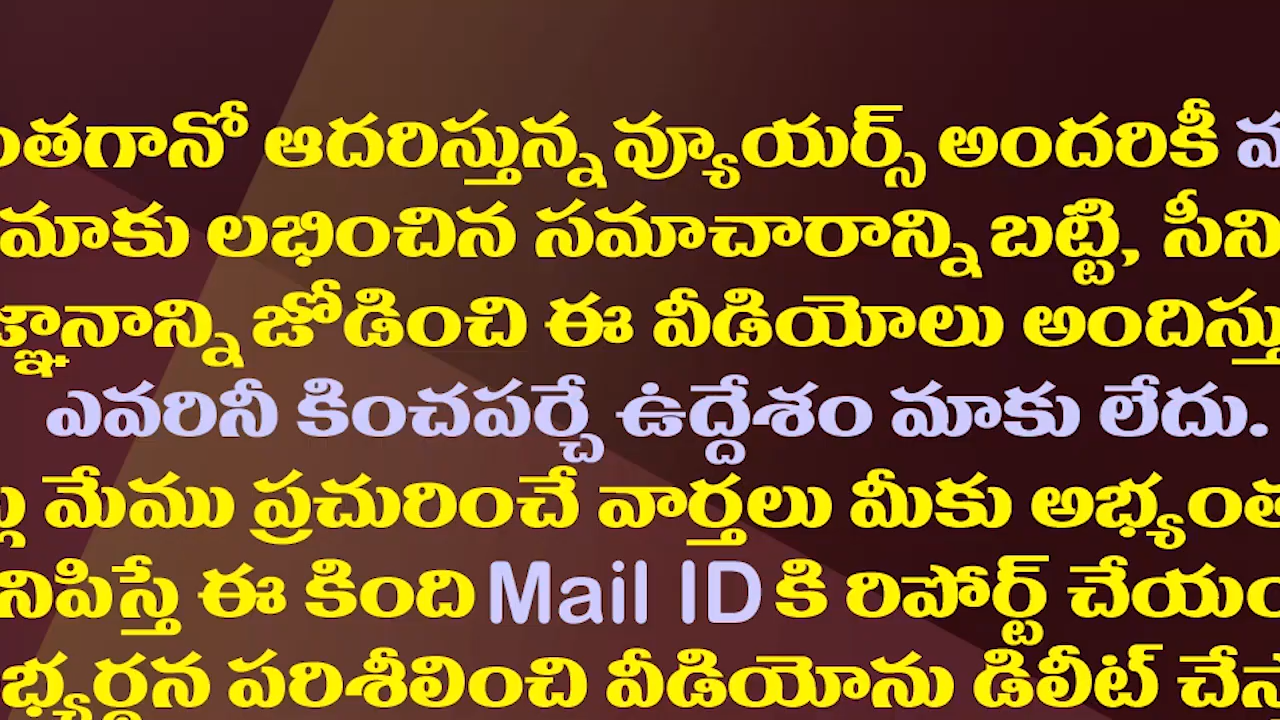 ంతగానో ఆదరిస్తున్న వ్యూయర్స్ అందరికీ
మాకు లభించిన సమాచారాన్ని బట్టి, సీని
జ్ఞానాన్ని జోడించి ఈ వీడియోలు అందిస్తు
ఎవరినీ కించపర్చే ఉద్దేశం మాకు లేదు.
మేము ప్రచురించే వార్తలు మీకు అభ్యంత
నిపిస్తే ఈ కింది Mail ID కి రిపోర్ట్ చేయం
భ్యర్థన పరిశీలించి వీడియోను డిలీట్ చేస